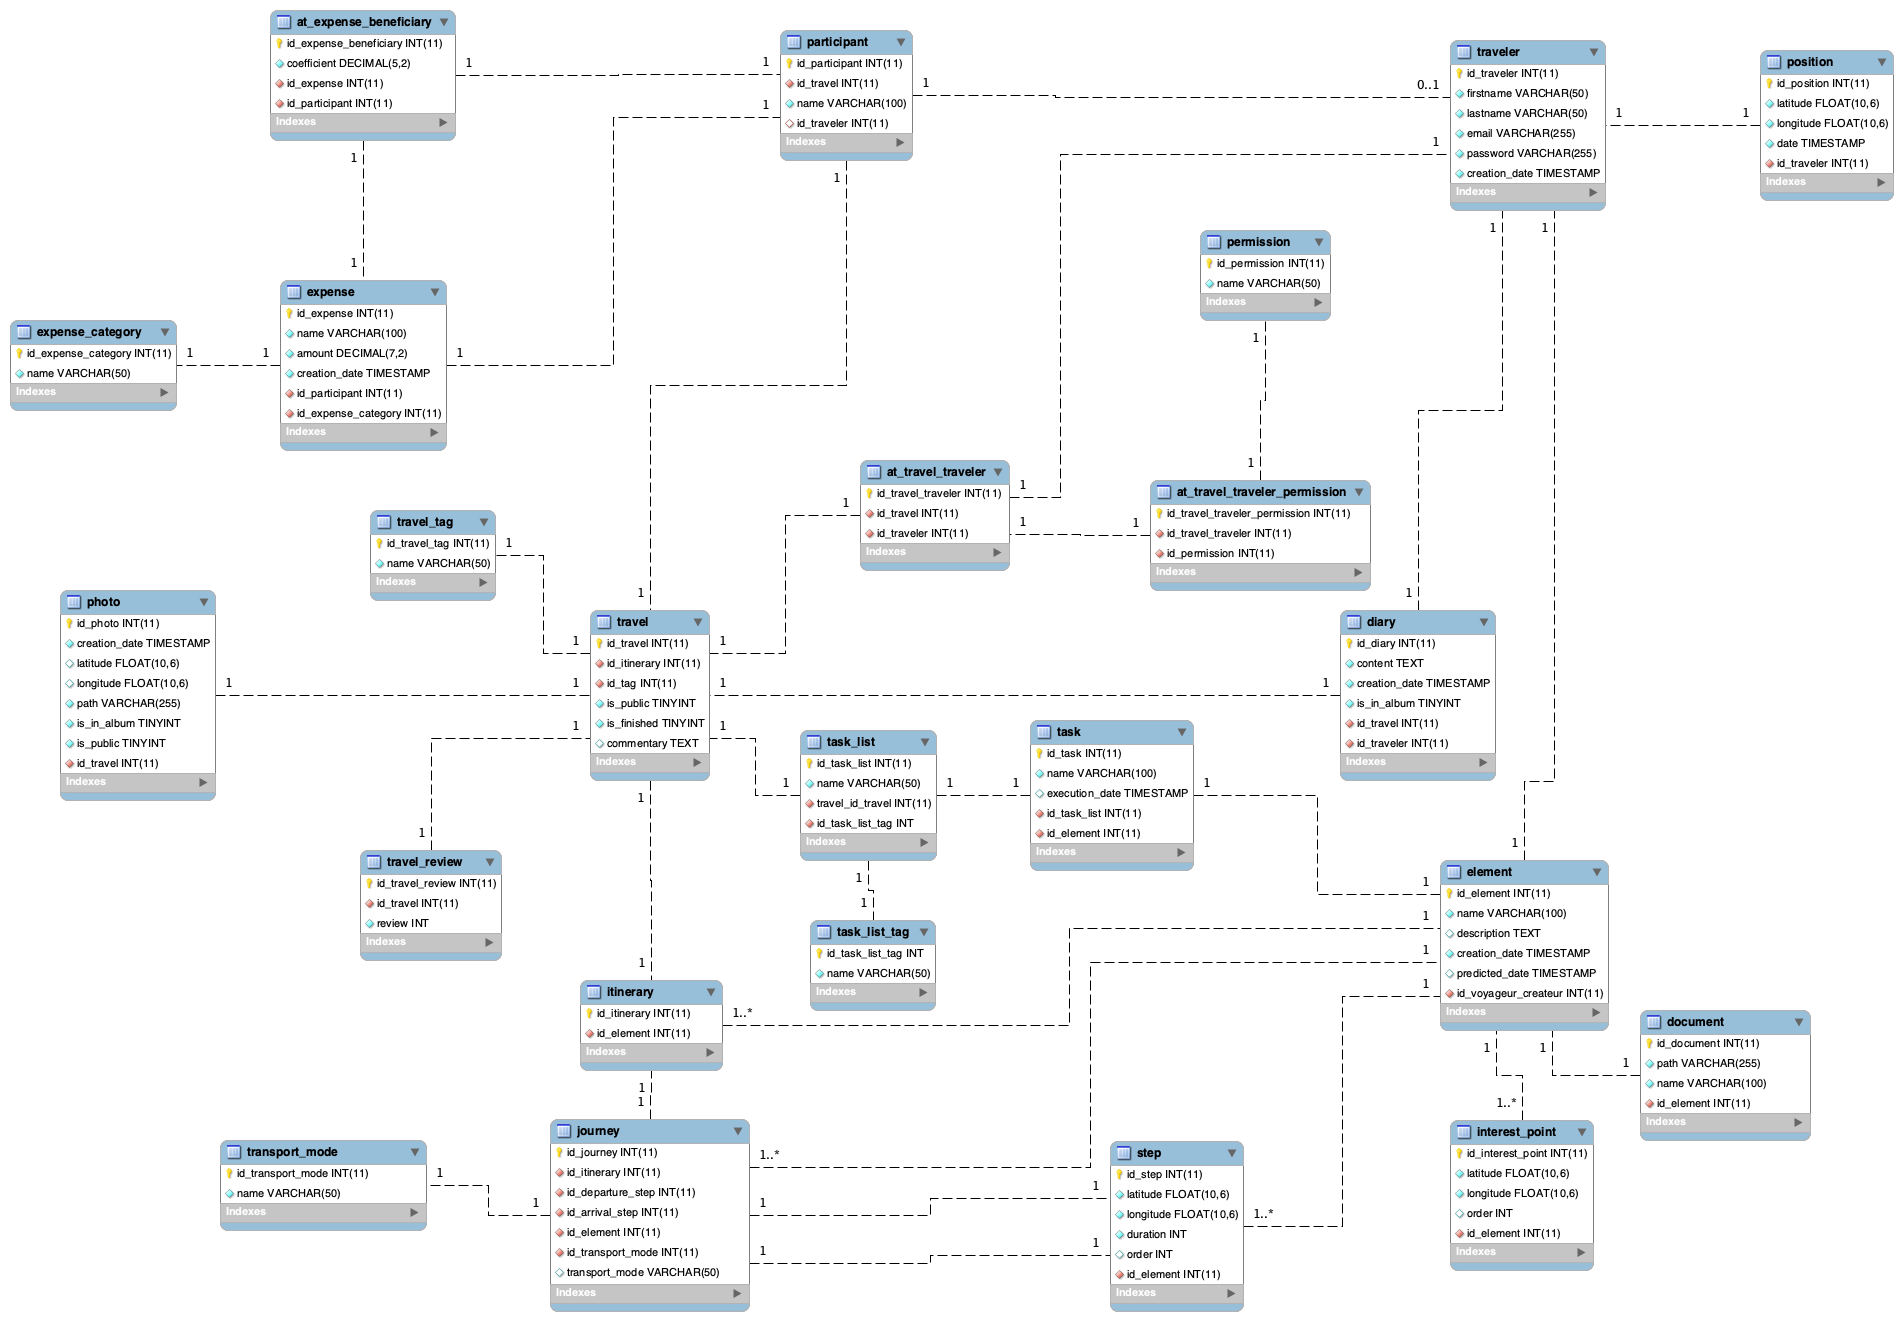 at_expense_beneficiary
id_expense_beneficiary INT(11)
coefficient DECIMAL(5,2)
id_expense INT(11)
id_participant INT(11)
Indexes
1
1
1
1
participant
id_participant INT(11)
id_travel INT(11)
name VARCHAR(100)
id_traveler INT(11)
Indexes
1
1
1
0..1
traveler
id_traveler INT(11)
firstname VARCHAR(50)
lastname VARCHAR(50)
email VARCHAR(255)
password VARCHAR(255)
creation_date TIMESTAMP
Indexes
1
1
1
1
1
position
id_position INT(11)
latitude FLOAT(10,6)
longitude FLOAT(10,6)
date TIMESTAMP
id_traveler INT(11)
Indexes
permission
id_permission INT(11)
name VARCHAR(50)
Indexes
1
1
expense_category
id_expense_category INT(11)
name VARCHAR(50)
Indexes
1
1
expense
id_expense INT(11)
name VARCHAR(100)
amount DECIMAL(7,2)
creation_date TIMESTAMP
id_participant INT(11)
id_expense_category INT(11)
Indexes
1
at_travel_traveler
id_travel_traveler INT(11)
id_travel INT(11)
id_traveler INT(11)
Indexes
1
1
1
1
at_travel_traveler_permission
id_travel_traveler_permission INT(11)
id_travel_traveler INT(11)
id_permission INT(11)
Indexes
travel_tag
id_travel_tag INT(11)
name VARCHAR(50)
Indexes
1
1
photo
id_photo INT(11)
creation_date TIMESTAMP
latitude FLOAT(10,6)
longitude FLOAT(10,6)
path VARCHAR(255)
is_in_album TINYINT
is_public TINYINT
id_travel INT(11)
Indexes
1
1
1
1
travel
id_travel INT(11)
id_itinerary INT(11)
id_tag INT(11)
is_public TINYINT
is_finished TINYINT
commentary TEXT
Indexes
1
1
1
1
1
1
diary
id_diary INT(11)
content TEXT
creation_date TIMESTAMP
is_in_album TINYINT
id_travel INT(11)
id_traveler INT(11)
Indexes
task_list
id_task_list INT(11)
name VARCHAR(50)
travel_id_travel INT(11)
id_task_list_tag INT
Indexes
1
1
1
task
id_task INT(11)
name VARCHAR(100)
execution_date TIMESTAMP
id_task_list INT(11)
id_element INT(11)
Indexes
1
1
travel_review
id_travel_review INT(11)
id_travel INT(11)
review INT
Indexes
1
1
task_list_tag
id_task_list_tag INT
name VARCHAR(50)
Indexes
1
1
1
1
1
element
id_element INT(11)
name VARCHAR(100)
description TEXT
creation_date TIMESTAMP
predicted_date TIMESTAMP
id_voyageur_createur INT(11)
Indexes
1
itinerary
id_itinerary INT(11)
id_element INT(11)
Indexes
1..*
1
1
1
1
1
1..*
document
id_document INT(11)
path VARCHAR(255)
name VARCHAR(100)
id_element INT(11)
Indexes
transport_mode
id_transport_mode INT(11)
name VARCHAR(50)
Indexes
1
1
journey
id_journey INT(11)
id_itinerary INT(11)
id_departure_step INT(11)
id_arrival_step INT(11)
id_element INT(11)
id_transport_mode INT(11)
transport_mode VARCHAR(50)
Indexes
1..*
1
1
1
1
step
id_step INT(11)
latitude FLOAT(10,6)
longitude FLOAT(10,6)
duration INT
order INT
id_element INT(11)
Indexes
1..*
interest_point
id_interest_point INT(11)
latitude FLOAT(10,6)
longitude FLOAT(10,6)
order INT
id_element INT(11)
Indexes